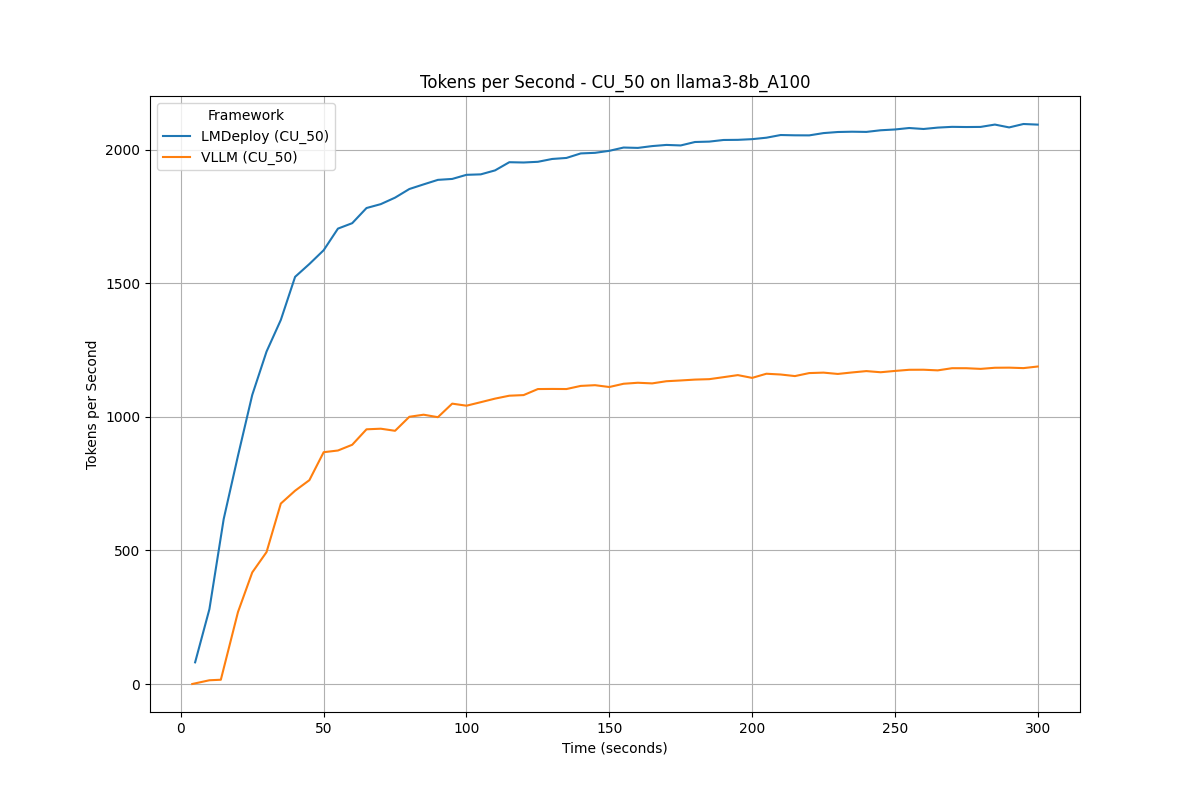 Tokens per Second - CU_50 on llama3-8b_A100
Framework
LMDeploy (CU_50)
VLLM (CU_50)
Tokens per Second
2000
1500
1000
500
0
0 50 100 150 200 250 300
Time (seconds)